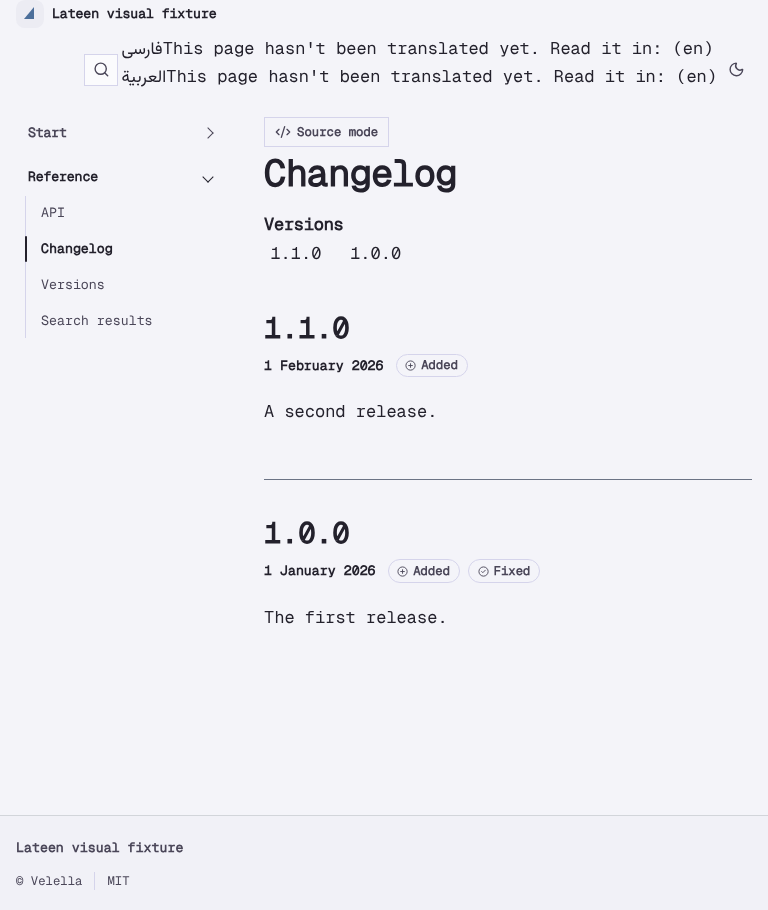 Lateen visual fixture
فارسیThis page hasn't been translated yet. Read it in: (en)
العربيةThis page hasn't been translated yet. Read it in: (en)
Start
Reference
API
Changelog
Versions
Search results
Source mode
Changelog
Versions
1.1.0 1.0.0
1.1.0
1 February 2026 Added
A second release.
1.0.0
1 January 2026 Added Fixed
The first release.
Lateen visual fixture
© Velella MIT